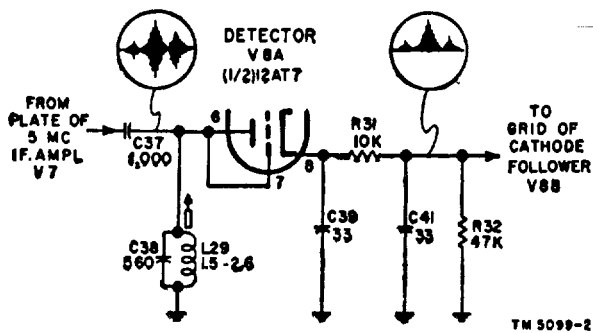 DETECTOR
V8A
(1/2)12AT7
FROM
PLATE OF
5 MC
I F. AMPL
V7
C37
1,000
6
7
8
R31
10K
TO
GRID OF
CATHODE
FOLLOWER
V8B
C38
560
L29
1.5-2.6
C39
33
C41
33
R32
47K
TM 5099-2